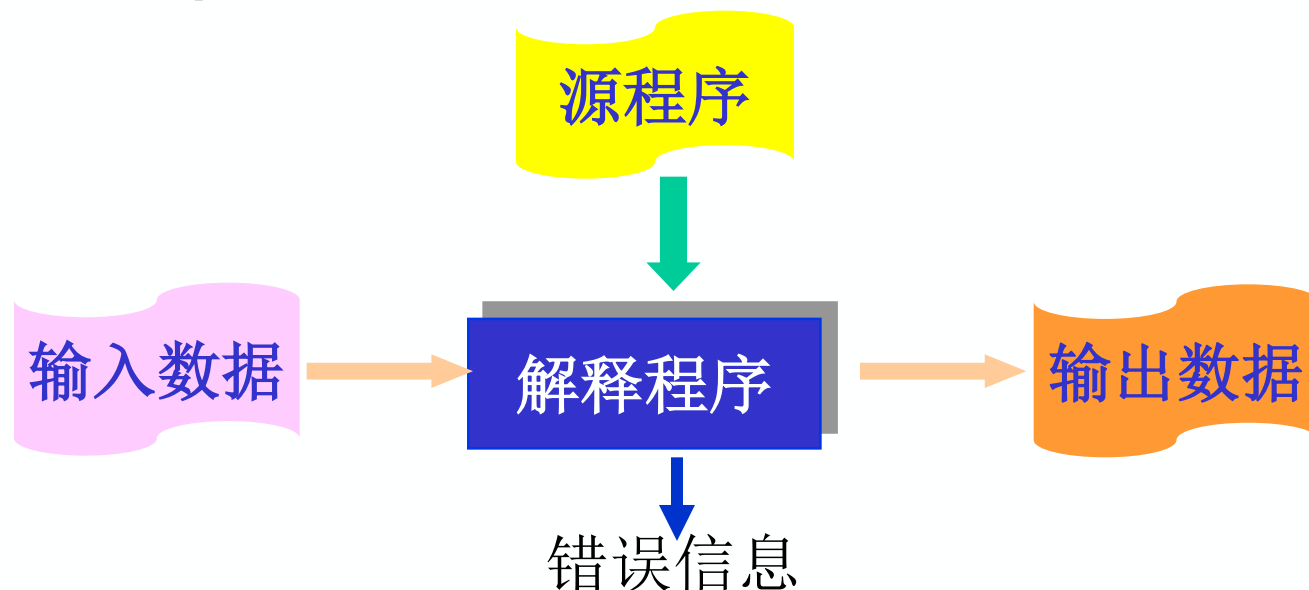 源程序
输入数据
解释程序
输出数据
错误信息